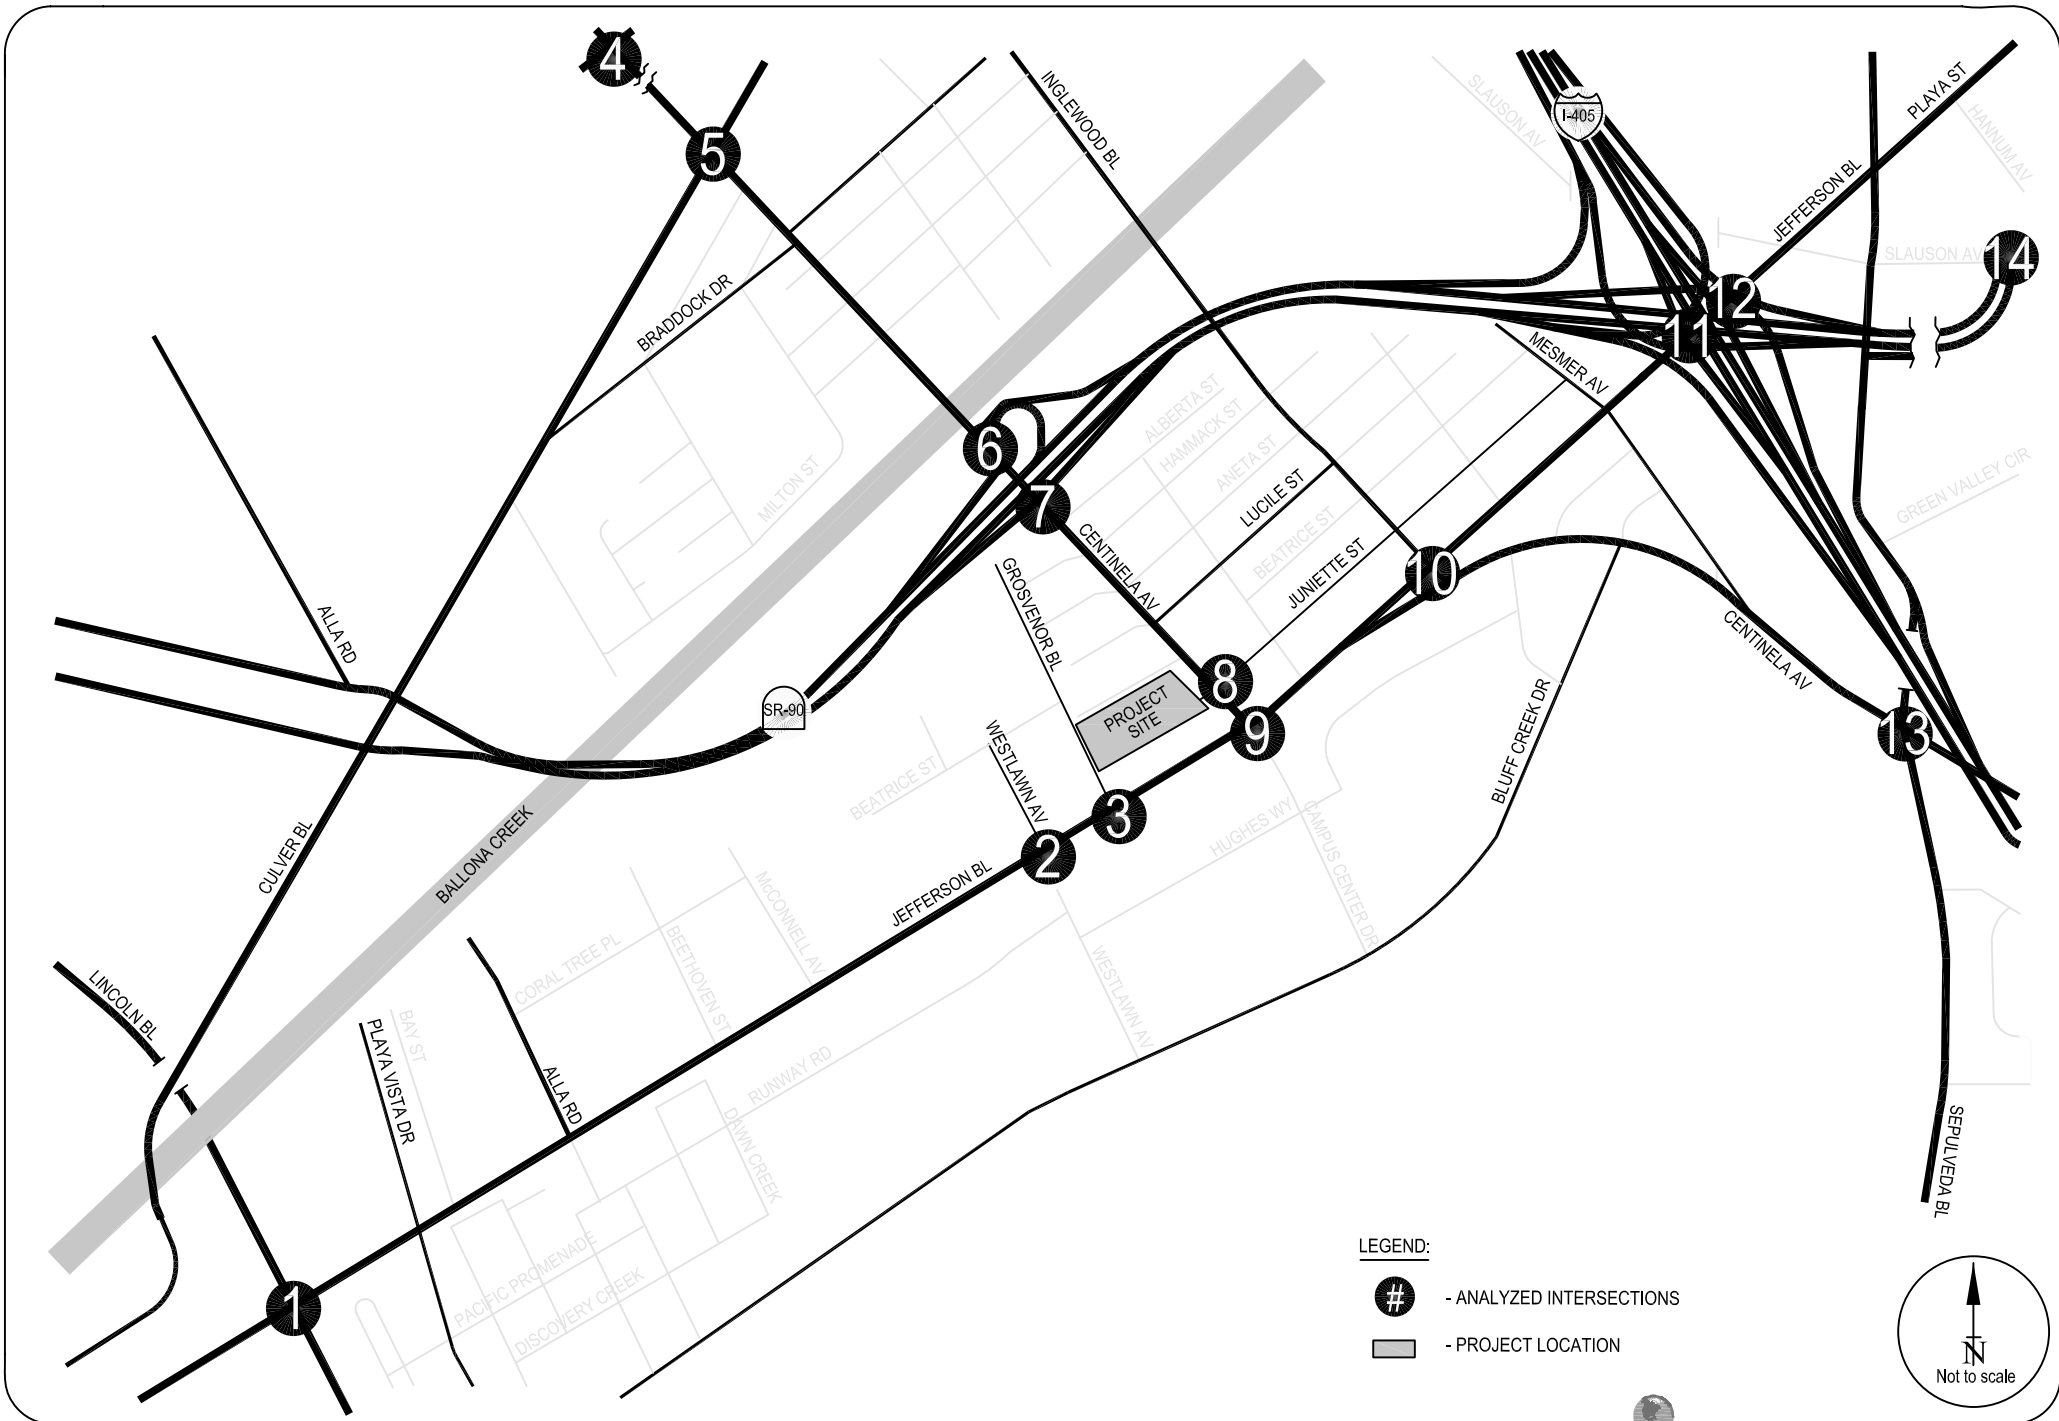 4
5
INGLEWOOD BL
SLAUSON AV
I-405
PLAYA ST
HANNUM AV
JEFFERSON BL
SLAUSON AV
14
BRADDOCK DR
12
11
MESMER AV
ALBERTA ST
HAMMACK ST
ANETA ST
LUCILE ST
BEATRICE ST
JUNIETTE ST
MILTON ST
6
7
CENTINELA AV
GROSVENOR BL
10
GREEN VALLEY CIR
ALLA RD
CENTINELA AV
8
PROJECT
SITE
SR-90
9
13
BLUFF CREEK DR
WESTLAWN AV
BEATRICE ST
3
2
HUGHES WY
CAMPUS CENTER DR
CULVER BL
BALLONA CREEK
JEFFERSON BL
McCONNELL AV
BEETHOVEN ST
CORAL TREE PL
WESTLAWN AV
LINCOLN BL
BAY ST
PLAYA VISTA DR
ALLA RD
RUNWAY RD
DAWN CREEK
SEPULVEDA BL
PACIFIC PROMENADE
DISCOVERY CREEK
1
LEGEND:
# - ANALYZED INTERSECTIONS
- PROJECT LOCATION
N
Not to scale